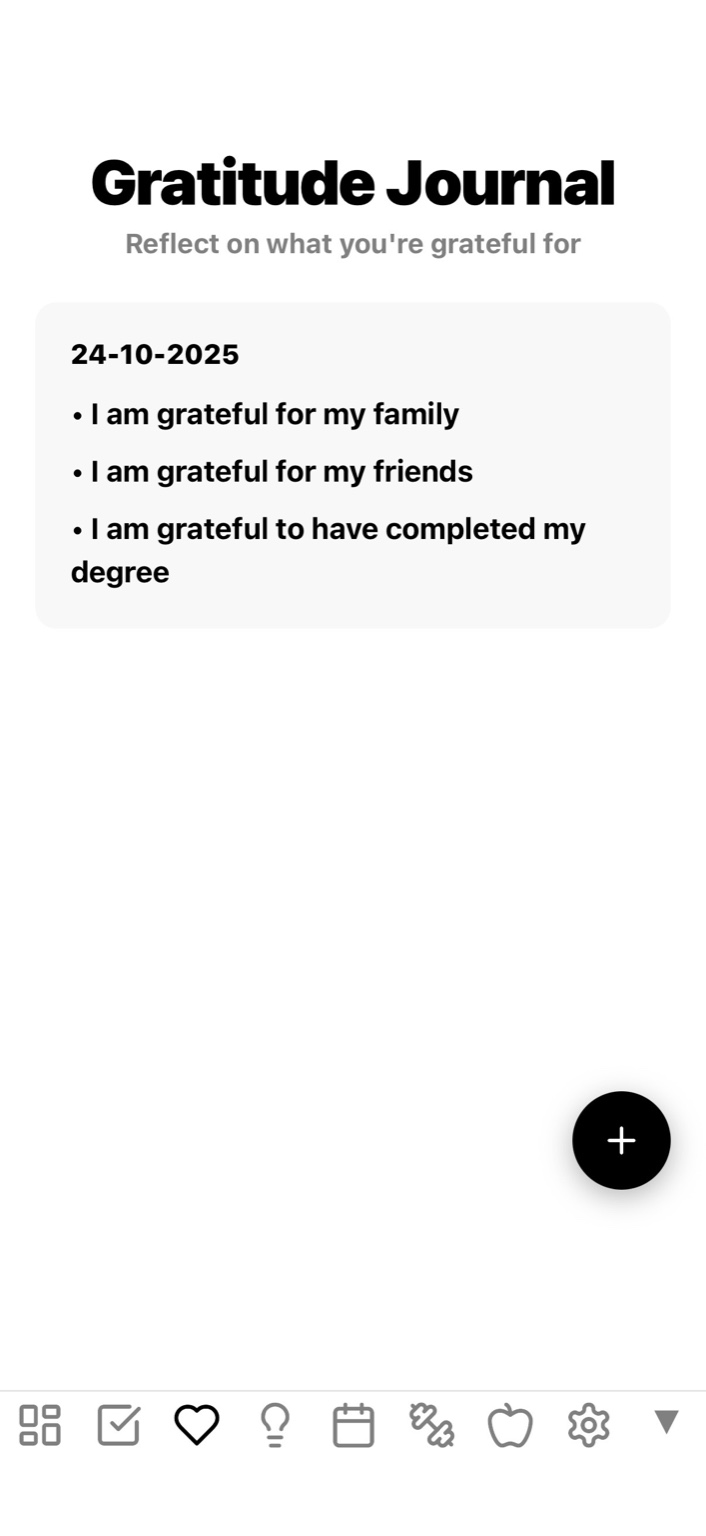 Gratitude Journal
Reflect on what you're grateful for
24-10-2025
• I am grateful for my family
• I am grateful for my friends
• I am grateful to have completed my
degree